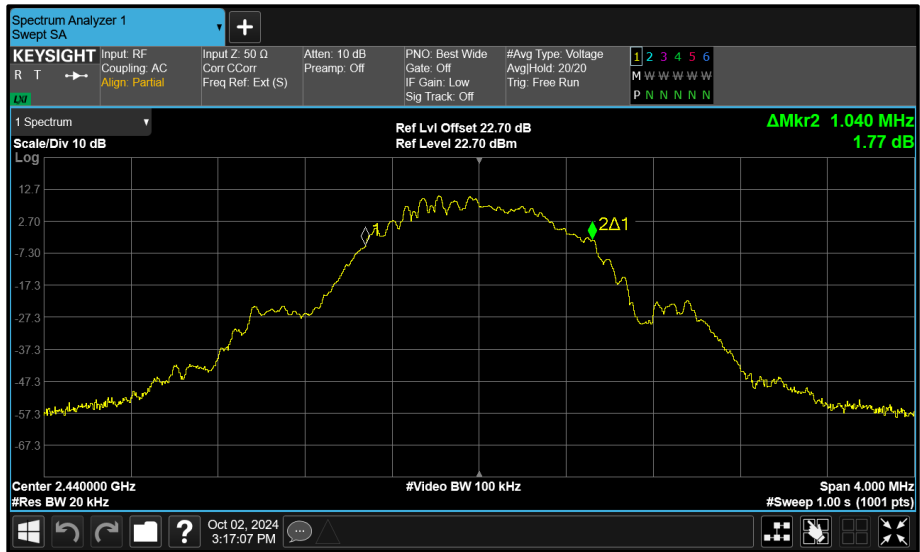 Spectrum Analyzer 1
Swept SA
+
KEYSIGHT
R T
LXI
Input: RF
Coupling: AC
Align: Partial
Input Z: 50 Ω
Corr CCorr
Freq Ref: Ext (S)
Atten: 10 dB
Preamp: Off
PNO: Best Wide
Gate: Off
IF Gain: Low
Sig Track: Off
#Avg Type: Voltage
Avg|Hold: 20/20
Trig: Free Run
1 2 3 4 5 6
M W W W W W
P N N N N N
1 Spectrum
Scale/Div 10 dB
Ref Lvl Offset 22.70 dB
Ref Level 22.70 dBm
ΔMkr2 1.040 MHz
1.77 dB
Log
12.7
2.70
-7.30
-17.3
-27.3
-37.3
-47.3
-57.3
-67.3
1
2Δ1
Center 2.440000 GHz
#Res BW 20 kHz
#Video BW 100 kHz
Span 4.000 MHz
#Sweep 1.00 s (1001 pts)
?
Oct 02, 2024
3:17:07 PM